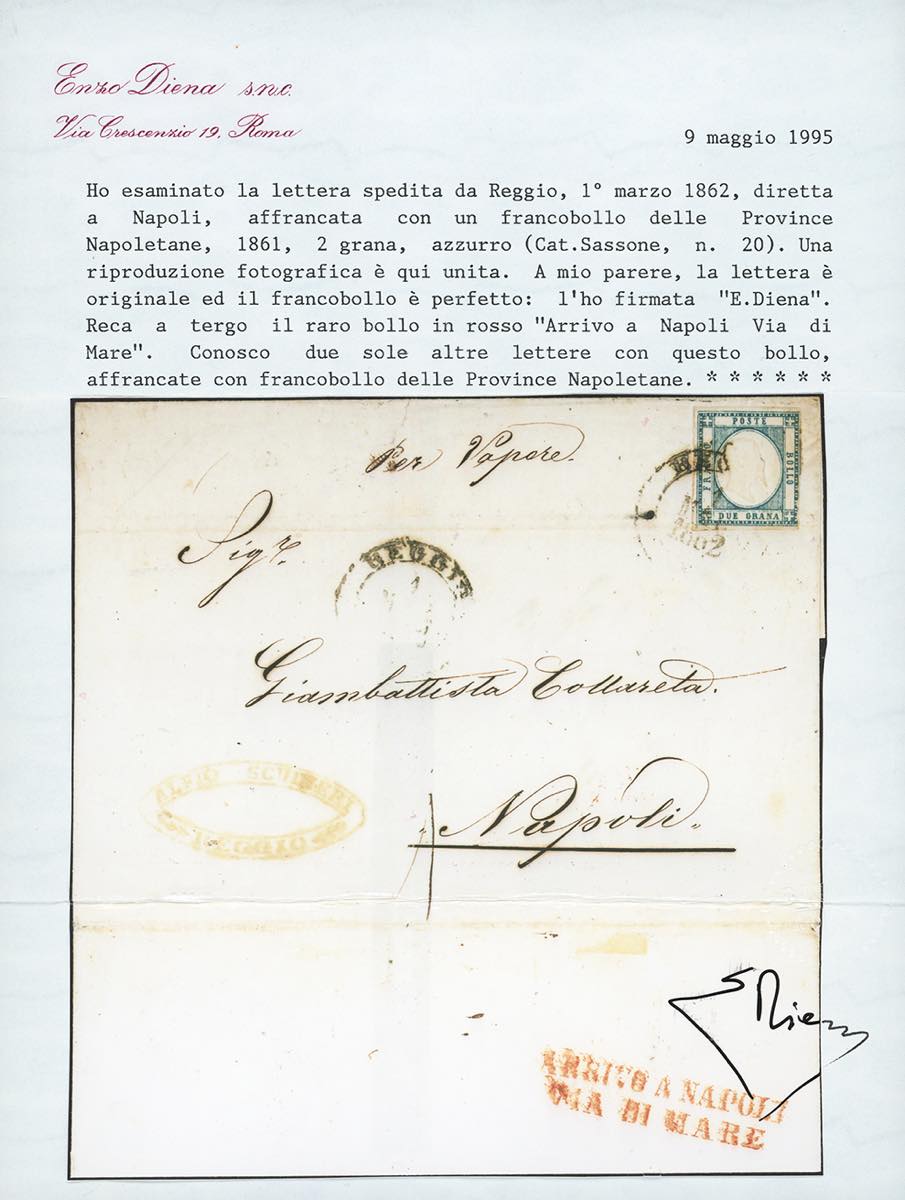 Enzo Diena s.n.c.
Via Crescenzio 19, Roma
9 maggio 1995
Ho esaminato la lettera spedita da Reggio, 1° marzo 1862, diretta
a Napoli, affrancata con un francobollo delle Province
Napoletane, 1861, 2 grana, azzurro (Cat.Sassone, n. 20). Una
riproduzione fotografica è qui unita. A mio parere, la lettera è
originale ed il francobollo è perfetto: l'ho firmata "E.Diena".
Reca a tergo il raro bollo in rosso "Arrivo a Napoli Via di
Mare". Conosco due sole altre lettere con questo bollo,
affrancate con francobollo delle Province Napoletane. * * * * * *
POSTE
BOLLO
DUE GRANA
1862
Per Vapore.
Sigr.
Giambattista Collareta.
ALFIO
Napoli.
E Diena
ARRIVO A NAPOLI
VIA DI MARE